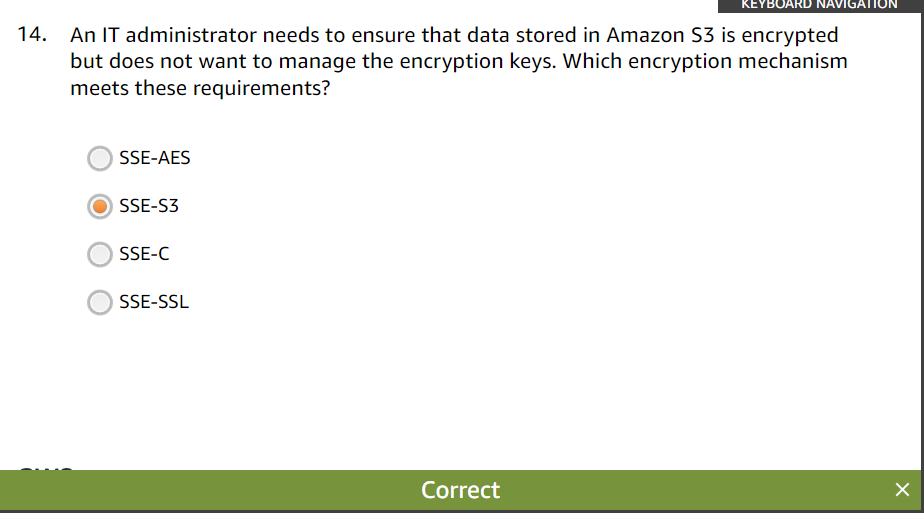 KEYBOARD NAVIGATION
14. An IT administrator needs to ensure that data stored in Amazon S3 is encrypted
but does not want to manage the encryption keys. Which encryption mechanism
meets these requirements?
SSE-AES
SSE-S3
SSE-C
SSE-SSL
Correct